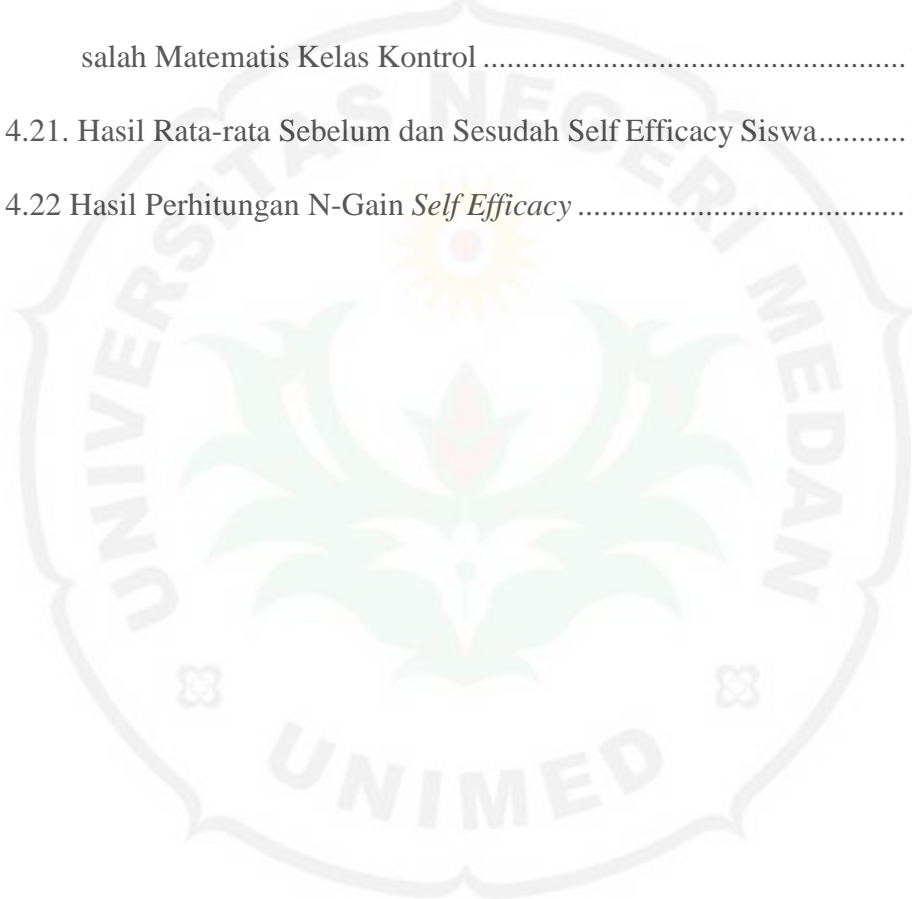 salah Matematis Kelas Kontrol .....................................................
4.21. Hasil Rata-rata Sebelum dan Sesudah Self Efficacy Siswa...........
4.22 Hasil Perhitungan N-Gain Self Efficacy .........................................
UNIVERSITAS NEGERI MEDAN
UNIMED